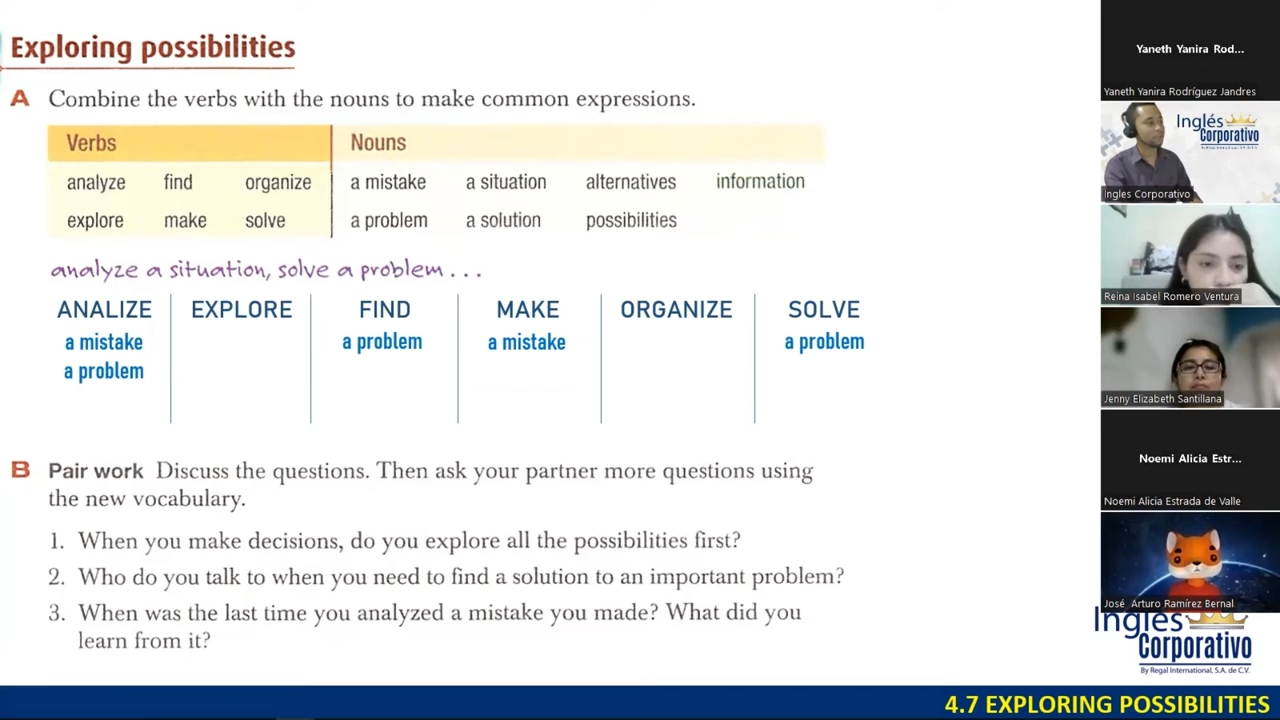 Exploring possibilities
A Combine the verbs with the nouns to make common expressions.
Verbs Nouns
analyze find organize a mistake a situation alternatives information
explore make solve a problem a solution possibilities
analyze a situation, solve a problem . . .
ANALIZE EXPLORE FIND MAKE ORGANIZE SOLVE
a mistake a problem a mistake a problem
a problem
B Pair work Discuss the questions. Then ask your partner more questions using
the new vocabulary.
1. When you make decisions, do you explore all the possibilities first?
2. Who do you talk to when you need to find a solution to an important problem?
3. When was the last time you analyzed a mistake you made? What did you
learn from it?
Yaneth Yanira Rod...
Yaneth Yanira Rodríguez Jandres
Inglés
Corporativo
Ingles Corporativo
Reina Isabel Romero Ventura
Jenny Elizabeth Santillana
Noemi Alicia Estr...
Noemi Alicia Estrada de Valle
José Arturo Ramírez Bernal
Inglés
Corporativo
By Regal International, S.A. de C.V.
4.7 EXPLORING POSSIBILITIES